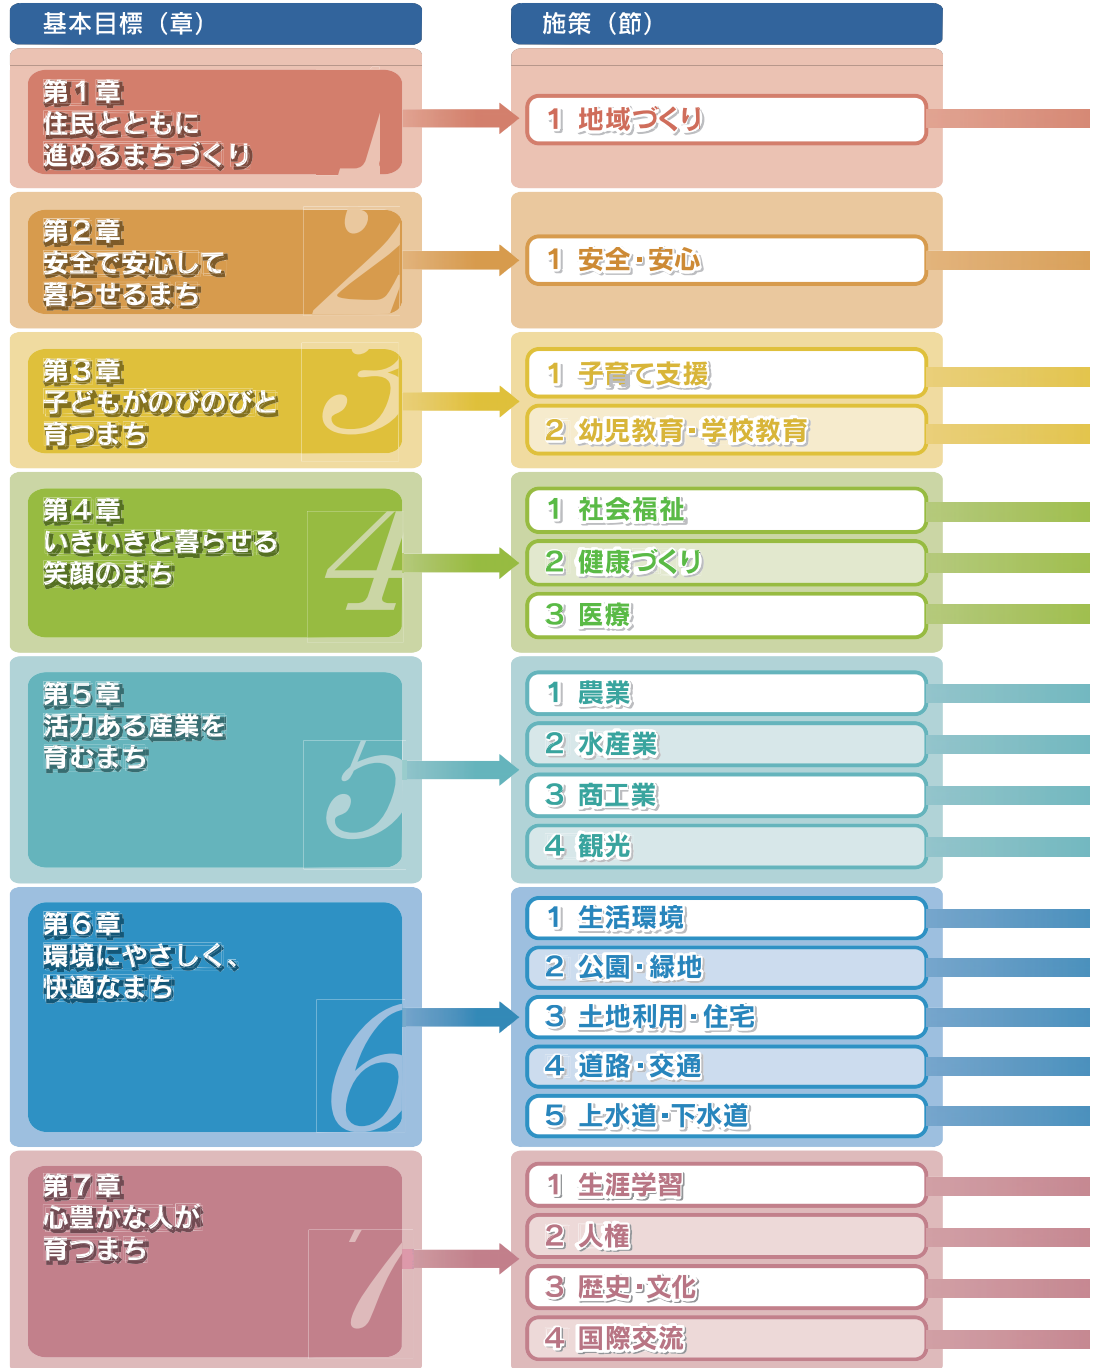 基本目標（章）
施策（節）
第1章
住民とともに
進めるまちづくり
1
1 地域づくり
第2章
安全で安心して
暮らせるまち
2
1 安全・安心
第3章
子どもがのびのびと
育つまち
3
1 子育て支援
2 幼児教育・学校教育
第4章
いきいきと暮らせる
笑顔のまち
4
1 社会福祉
2 健康づくり
3 医療
第5章
活力ある産業を
育むまち
5
1 農業
2 水産業
3 商工業
4 観光
第6章
環境にやさしく、
快適なまち
6
1 生活環境
2 公園・緑地
3 土地利用・住宅
4 道路・交通
5 上水道・下水道
第7章
心豊かな人が
育つまち
7
1 生涯学習
2 人権
3 歴史・文化
4 国際交流